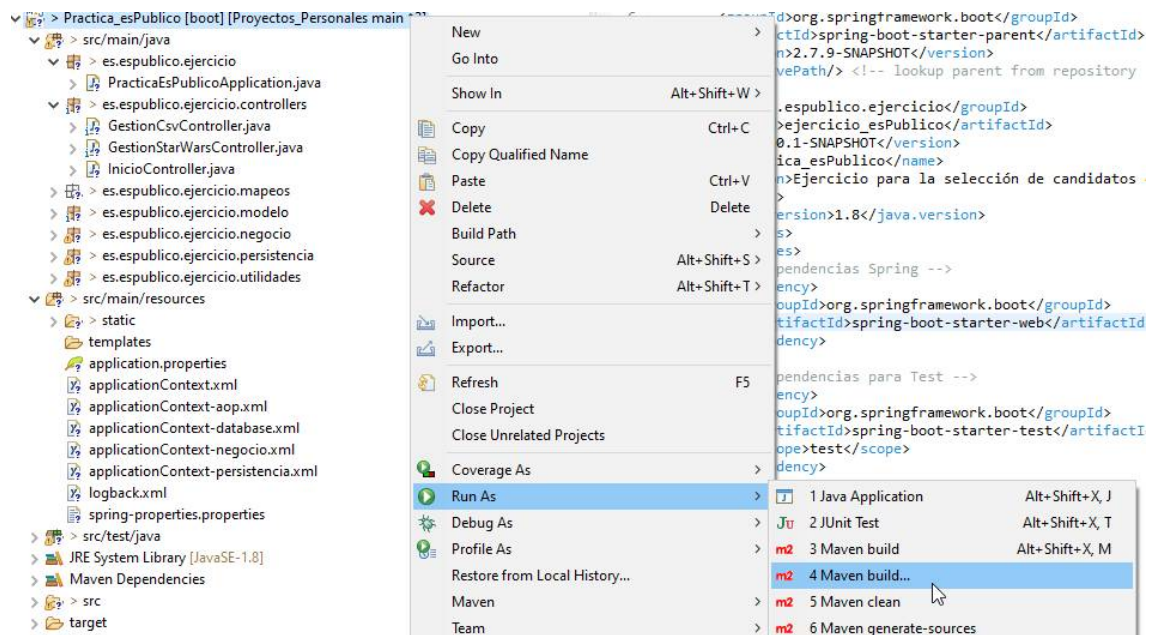 > Practica_esPublico [boot] [Proyectos_Personales main
> src/main/java
> es.espublico.ejercicio
PracticaEsPublicoApplication.java
> es.espublico.ejercicio.controllers
GestionCsvController.java
GestionStarWarsController.java
InicioController.java
> es.espublico.ejercicio.mapeos
> es.espublico.ejercicio.modelo
> es.espublico.ejercicio.negocio
> es.espublico.ejercicio.persistencia
> es.espublico.ejercicio.utilidades
> src/main/resources
> static
templates
application.properties
applicationContext.xml
applicationContext-aop.xml
applicationContext-database.xml
applicationContext-negocio.xml
applicationContext-persistencia.xml
logback.xml
spring-properties.properties
> src/test/java
JRE System Library [JavaSE-1.8]
Maven Dependencies
> src
target
New >
Go Into
Show In Alt+Shift+W >
Copy Ctrl+C
Copy Qualified Name
Paste Ctrl+V
Delete Delete
Build Path >
Source Alt+Shift+S >
Refactor Alt+Shift+T >
Import...
Export...
Refresh F5
Close Project
Close Unrelated Projects
Coverage As >
Run As >
Debug As >
Profile As >
Restore from Local History...
Maven >
Team >
1 Java Application Alt+Shift+X, J
2 JUnit Test Alt+Shift+X, T
3 Maven build Alt+Shift+X, M
4 Maven build...
5 Maven clean
6 Maven generate-sources
>org.springframework.boot</groupId>
ctId>spring-boot-starter-parent</artifactId>
n>2.7.9-SNAPSHOT</version>
vePath/> <!-- lookup parent from repository
.espublico.ejercicio</groupId>
>ejercicio_esPublico</artifactId>
0.1-SNAPSHOT</version>
ica_esPublico</name>
n>Ejercicio para la selección de candidatos
>
ersion>1.8</java.version>
s>
es>
pendencias Spring -->
ency>
oupId>org.springframework.boot</groupId>
tifactId>spring-boot-starter-web</artifactId
dency>
pendencias para Test -->
ency>
oupId>org.springframework.boot</groupId>
tifactId>spring-boot-starter-test</artifactI
ope>test</scope>
dency>